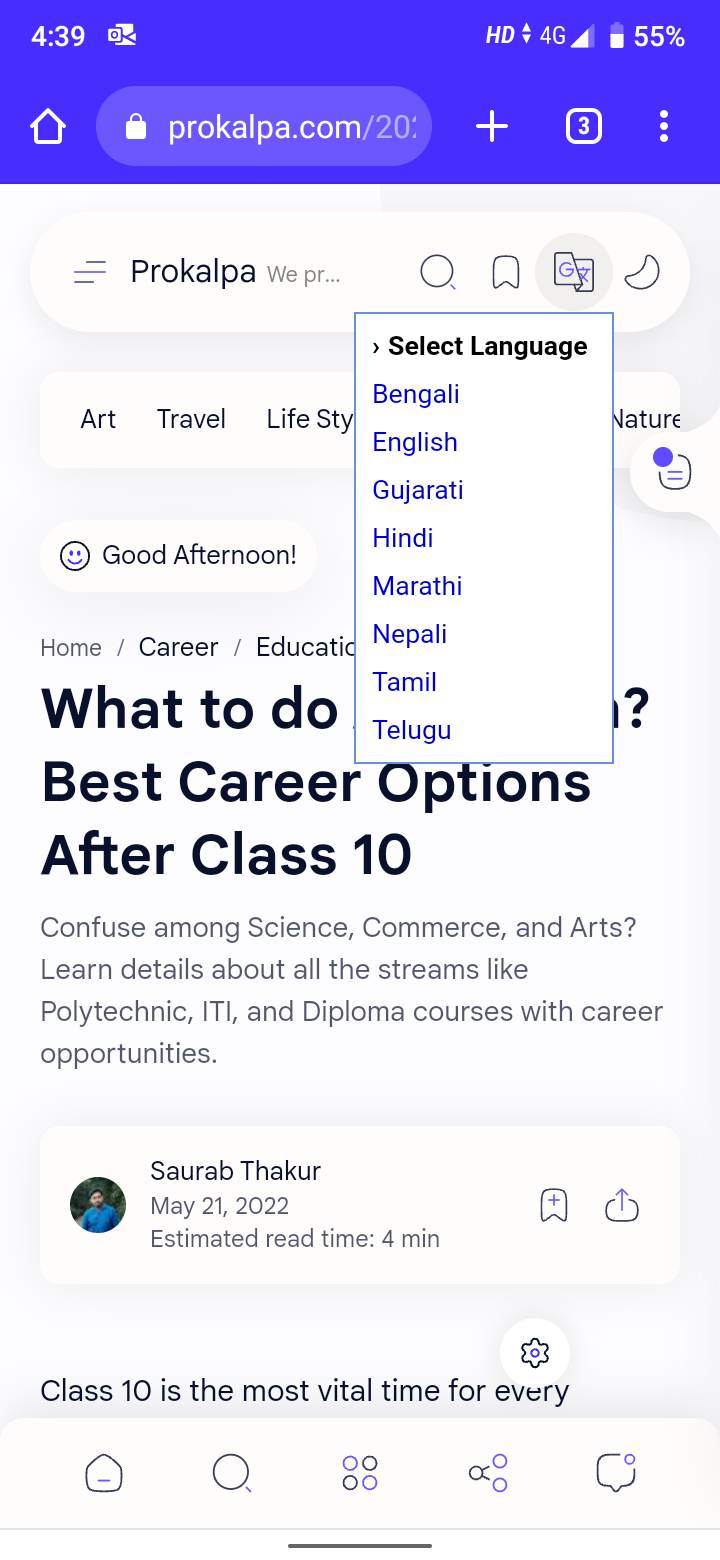 4:39 HD 4G 55%
prokalpa.com/202
3
Prokalpa We pr...
› Select Language
Bengali
English
Gujarati
Hindi
Marathi
Nepali
Tamil
Telugu
Art Travel Life Sty Nature
Good Afternoon!
Home / Career / Educatio
What to do ?
Best Career Options
After Class 10
Confuse among Science, Commerce, and Arts?
Learn details about all the streams like
Polytechnic, ITI, and Diploma courses with career
opportunities.
Saurab Thakur
May 21, 2022
Estimated read time: 4 min
Class 10 is the most vital time for every